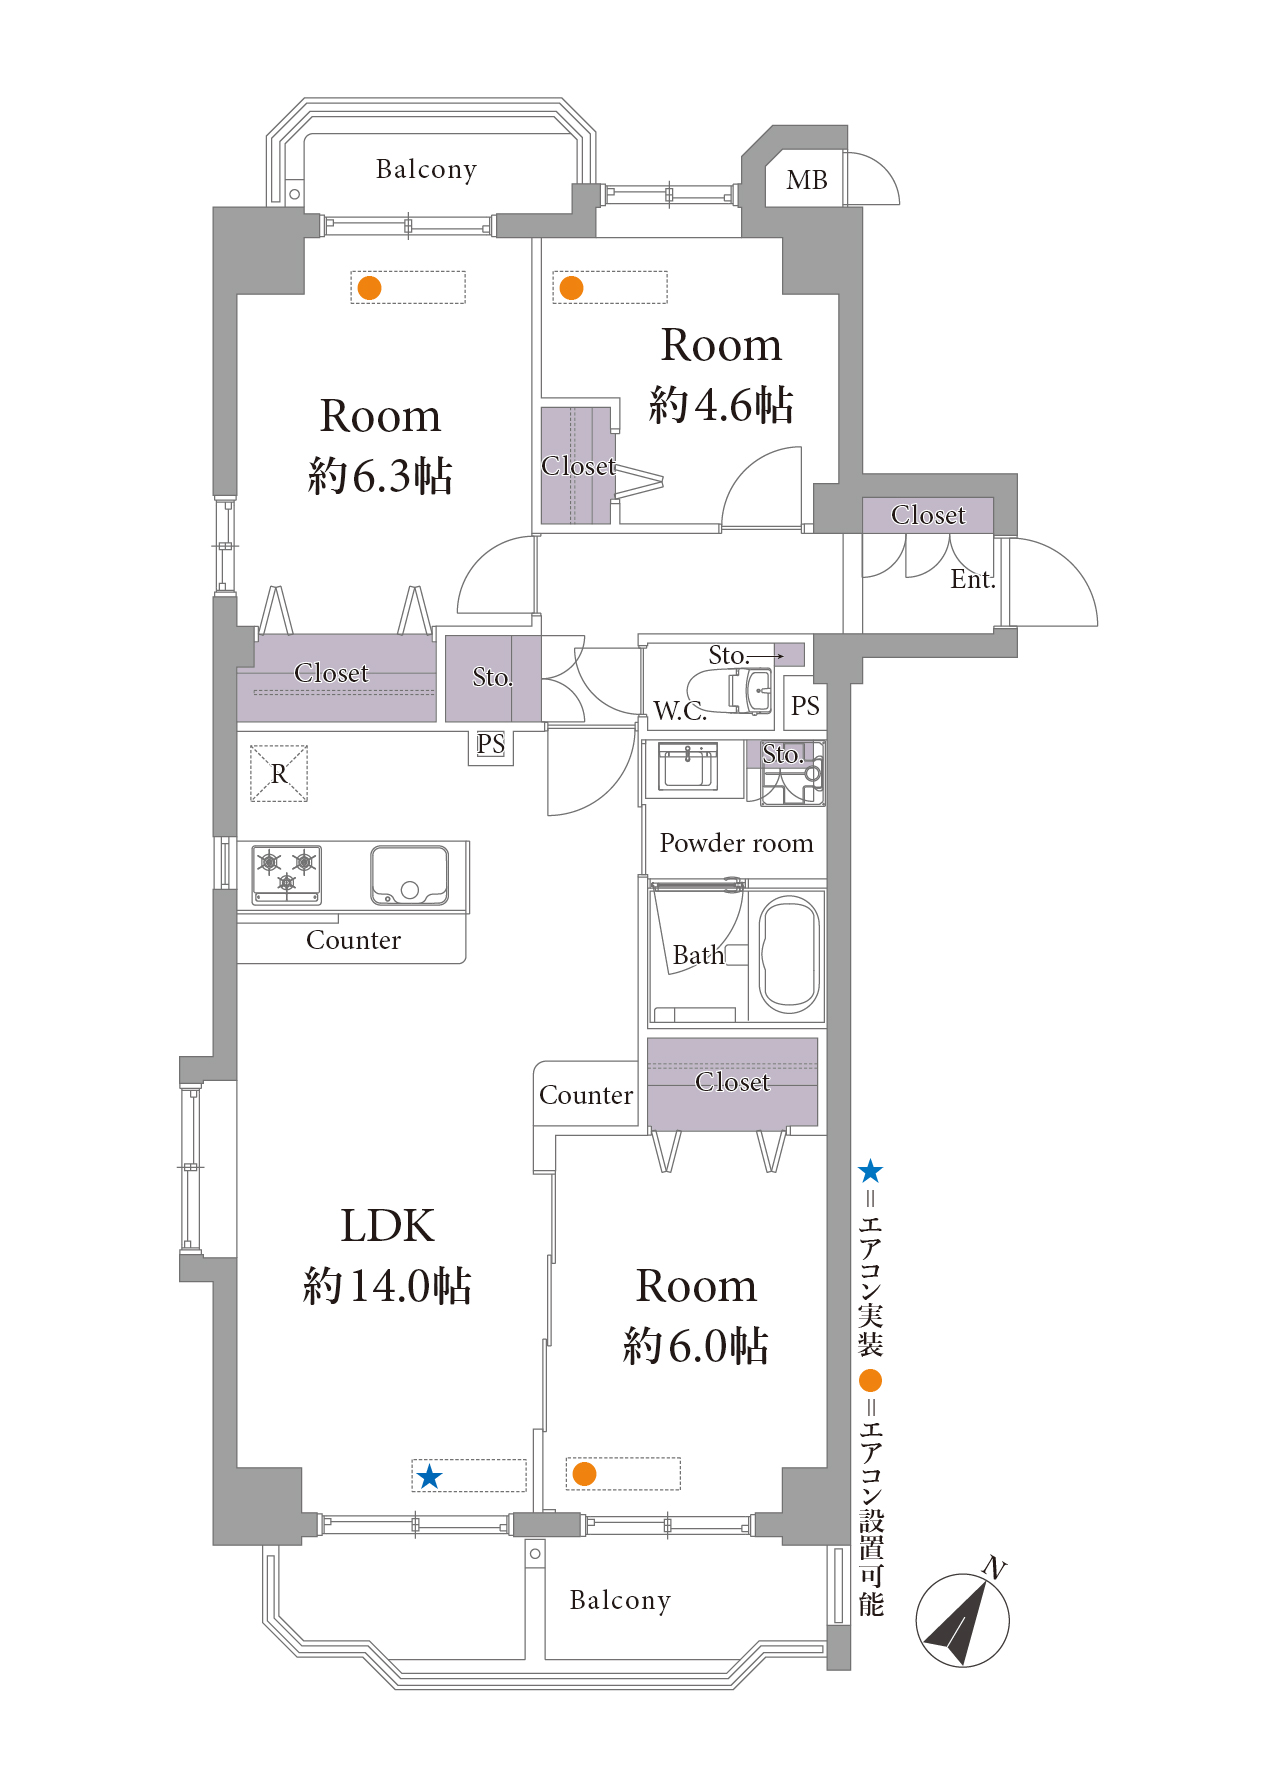 Balcony
MB
Room
約4.6帖
Room
約6.3帖
Closet
Closet
Ent.
Closet
Sto.
Sto.
W.C.
PS
PS
Sto.
R
Powder room
Counter
Bath
Closet
Counter
LDK
約14.0帖
Room
約6.0帖
★=エアコン実装
●=エアコン設置可能
Balcony
N